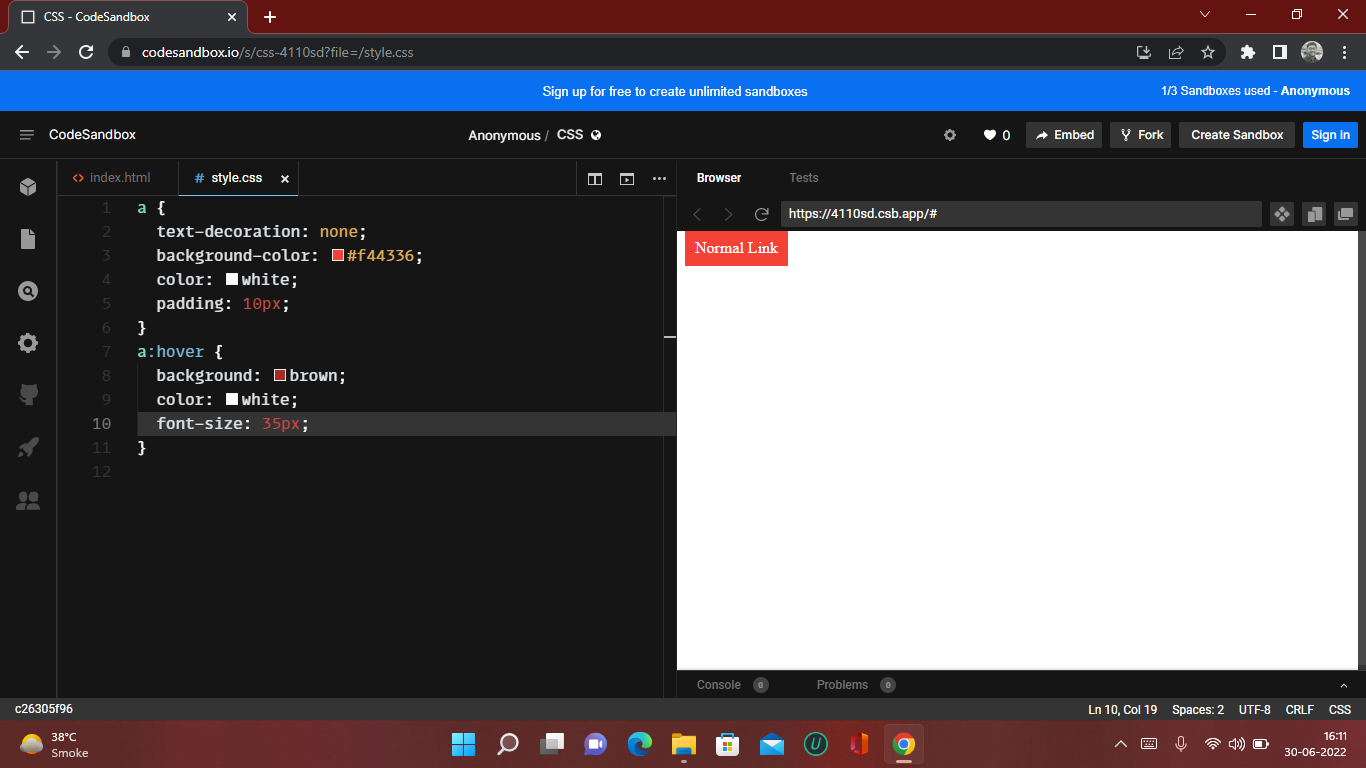 CSS - CodeSandbox
codesandbox.io/s/css-4110sd?file=/style.css
Sign up for free to create unlimited sandboxes
1/3 Sandboxes used - Anonymous
CodeSandbox
Anonymous / CSS
0
Embed
Fork
Create Sandbox
Sign in
index.html
# style.css
1 a {
2 text-decoration: none;
3 background-color: #f44336;
4 color: white;
5 padding: 10px;
6 }
7 a:hover {
8 background: brown;
9 color: white;
10 font-size: 35px;
11 }
12
Browser
Tests
https://4110sd.csb.app/#
Normal Link
Console 0
Problems 0
c26305f96
Ln 10, Col 19 Spaces: 2 UTF-8 CRLF CSS
38°C
Smoke
16:11
30-06-2022